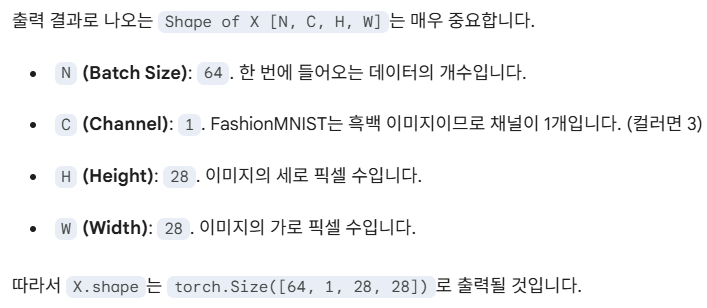 출력 결과로 나오는 Shape of X [N, C, H, W]는 매우 중요합니다.
• N (Batch Size): 64. 한 번에 들어오는 데이터의 개수입니다.
• C (Channel): 1. FashionMNIST는 흑백 이미지이므로 채널이 1개입니다. (컬러면 3)
• H (Height): 28. 이미지의 세로 픽셀 수입니다.
• W (Width): 28. 이미지의 가로 픽셀 수입니다.
따라서 X.shape는 torch.Size([64, 1, 28, 28])로 출력될 것입니다.